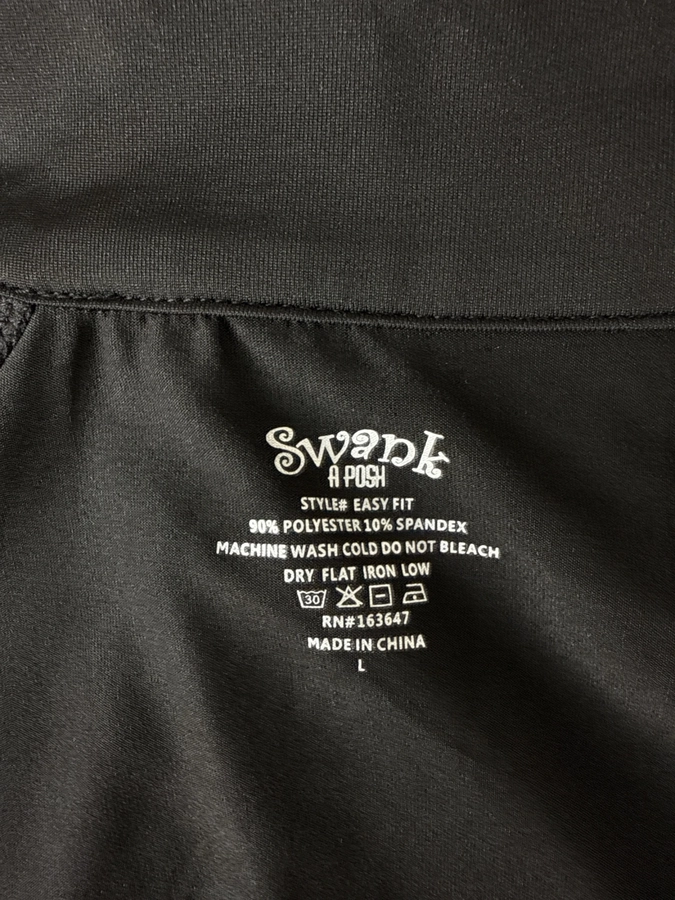 Swank
A POSH
STYLE# EASY FIT
90% POLYESTER 10% SPANDEX
MACHINE WASH COLD DO NOT BLEACH
DRY FLAT IRON LOW
30
RN#163647
MADE IN CHINA
L